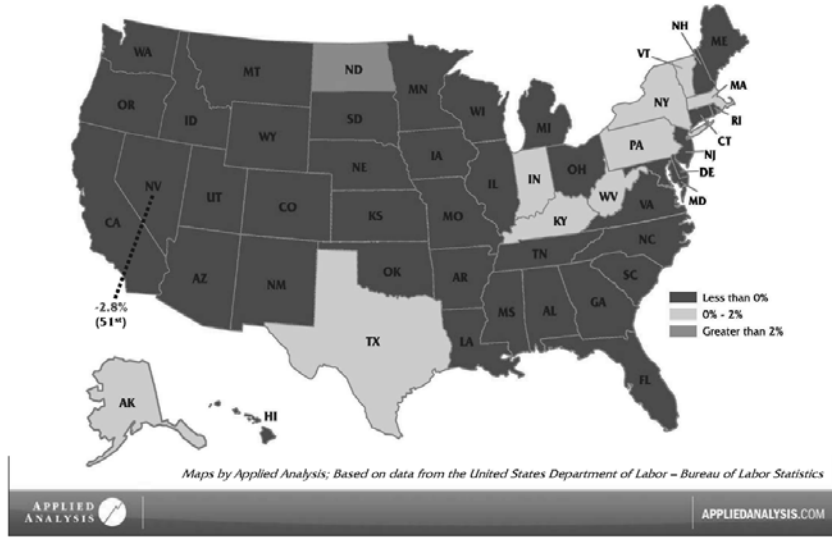 NH
ME
WA
VT
MT
ND
MN
MA
OR
NY
ID
SD
WI
RI
WY
MI
CT
PA
IA
NJ
NE
OH
DE
IN
NV
IL
WV
MD
UT
VA
CO
CA
KS
MO
KY
NC
TN
OK
AZ
NM
AR
SC
-2.8%
(51st)
MS
AL
GA
Less than 0%
0% - 2%
Greater than 2%
TX
LA
FL
AK
HI
Maps by Applied Analysis; Based on data from the United States Department of Labor – Bureau of Labor Statistics
APPLIED
ANALYSIS
APPLIEDANALYSIS.COM